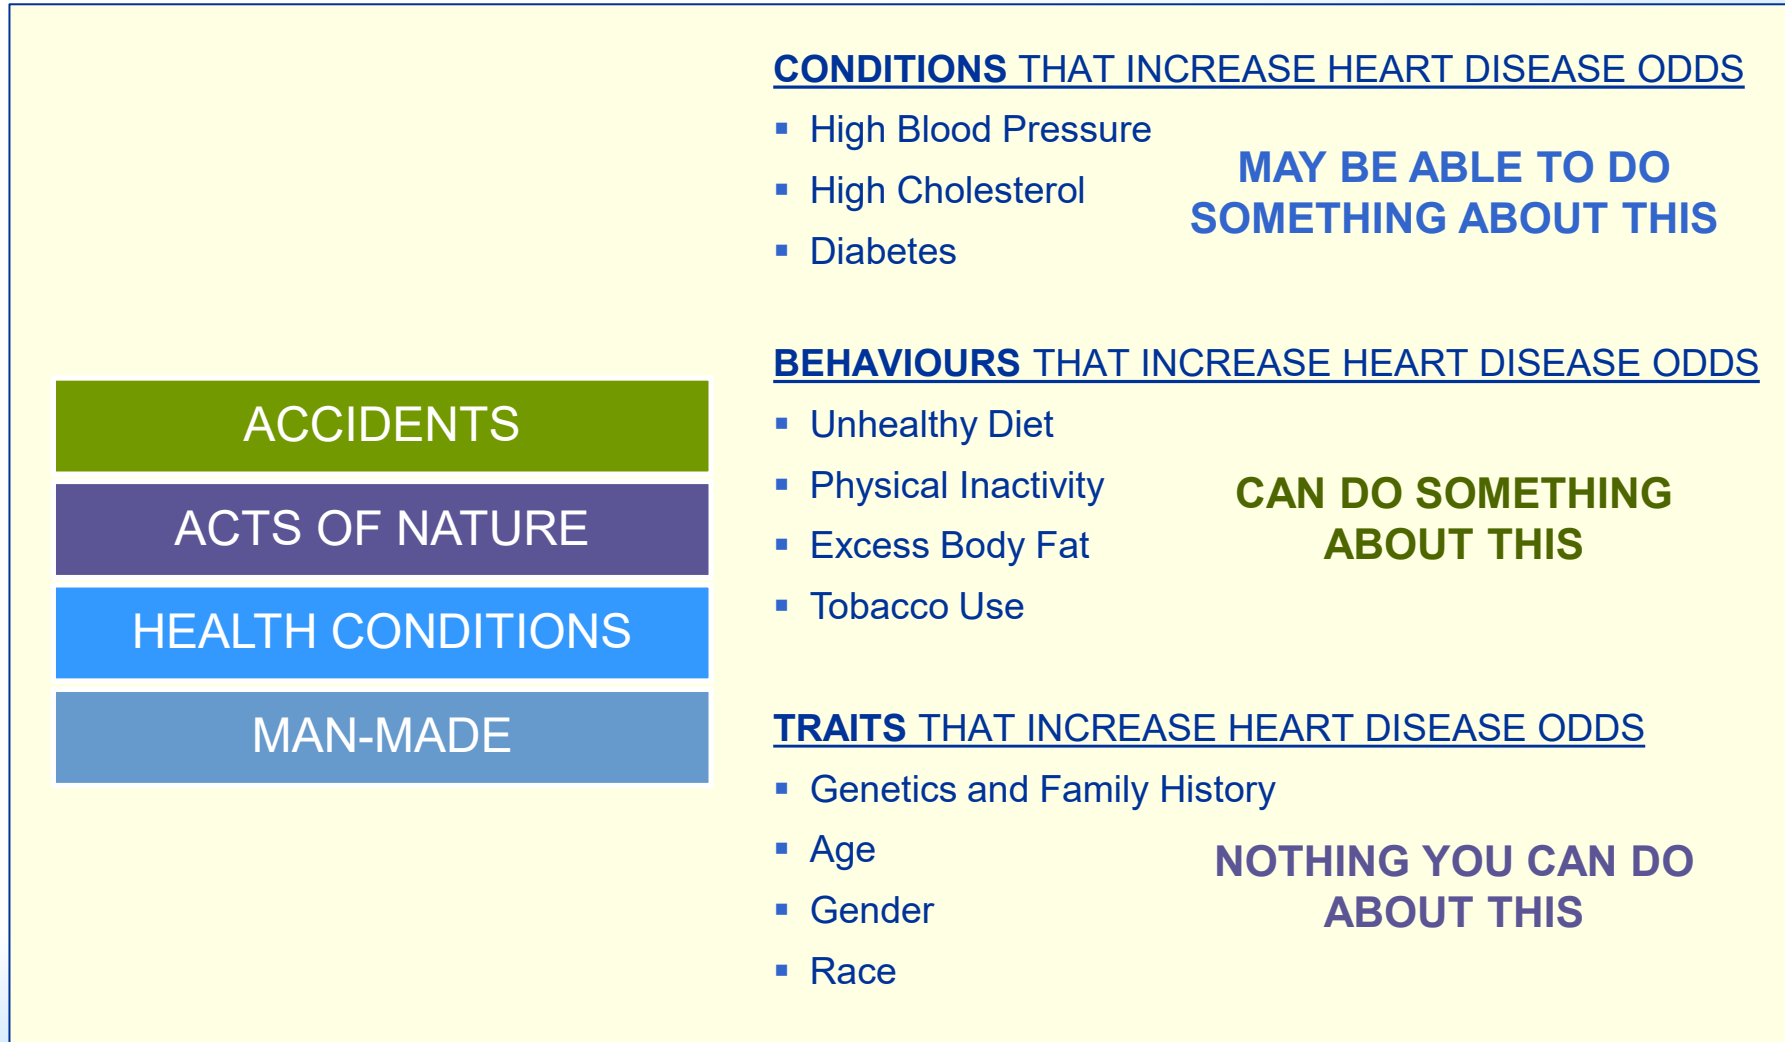 ACCIDENTS
ACTS OF NATURE
HEALTH CONDITIONS
MAN-MADE
CONDITIONS THAT INCREASE HEART DISEASE ODDS
▪ High Blood Pressure
▪ High Cholesterol
▪ Diabetes
MAY BE ABLE TO DO
SOMETHING ABOUT THIS
BEHAVIOURS THAT INCREASE HEART DISEASE ODDS
▪ Unhealthy Diet
▪ Physical Inactivity
▪ Excess Body Fat
▪ Tobacco Use
CAN DO SOMETHING
ABOUT THIS
TRAITS THAT INCREASE HEART DISEASE ODDS
▪ Genetics and Family History
▪ Age
▪ Gender
▪ Race
NOTHING YOU CAN DO
ABOUT THIS